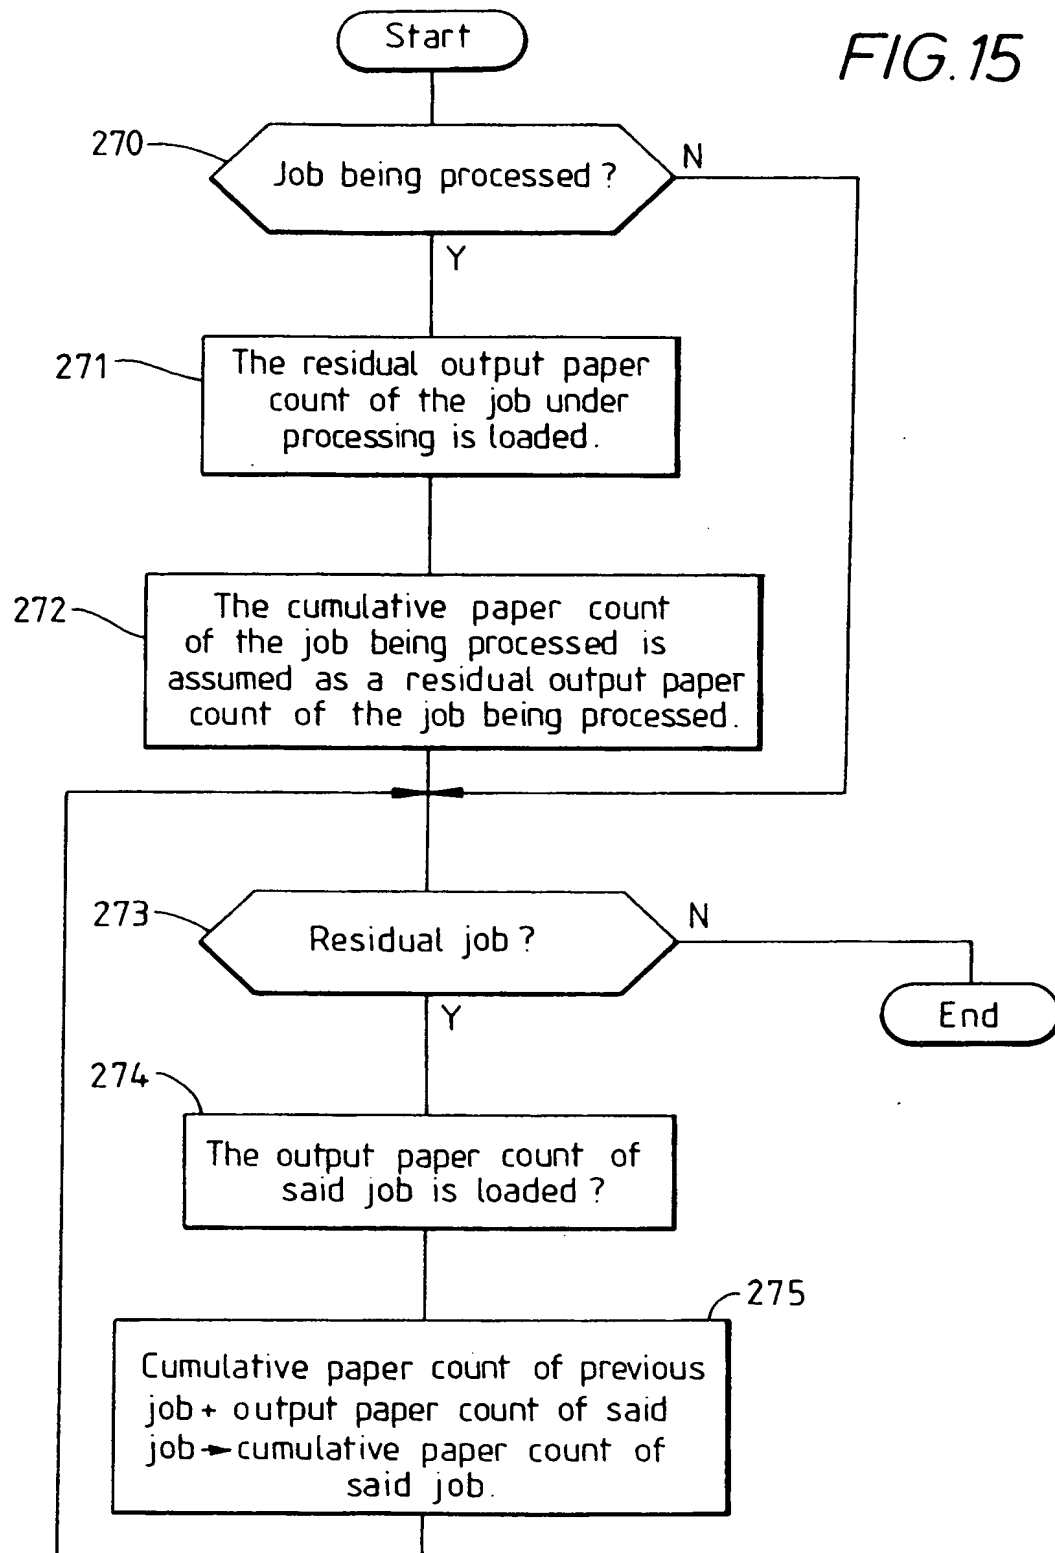 FIG.15
Start
270
Job being processed ?
N
Y
271
The residual output paper
count of the job under
processing is loaded.
272
The cumulative paper count
of the job being processed is
assumed as a residual output paper
count of the job being processed.
273
Residual job ?
N
Y
End
274
The output paper count of
said job is loaded ?
275
Cumulative paper count of previous
job + output paper count of said
job → cumulative paper count of
said job.